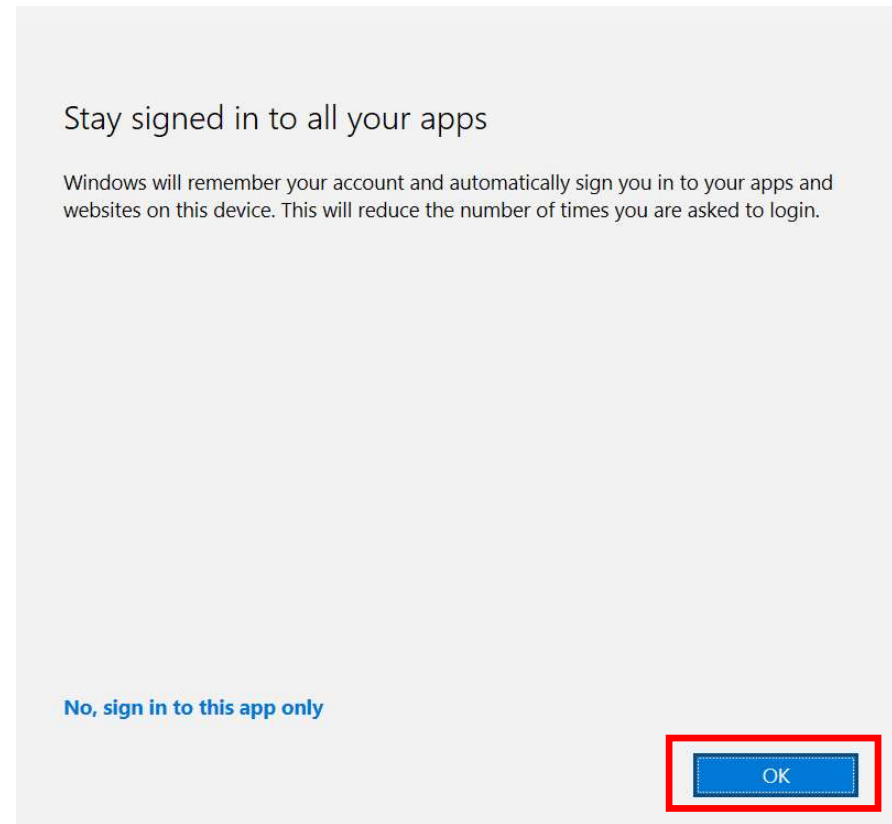 Stay signed in to all your apps
Windows will remember your account and automatically sign you in to your apps and
websites on this device. This will reduce the number of times you are asked to login.
No, sign in to this app only
OK